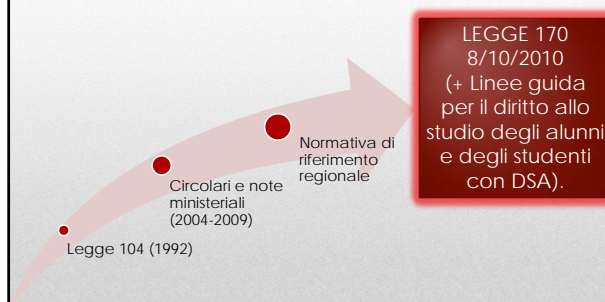 Legge 104 (1992)
Circolari e note
ministeriali
(2004-2009)
Normativa di
riferimento
regionale
LEGGE 170
8/10/2010
(+ Linee guida
per il diritto allo
studio degli alunni
e degli studenti
con DSA).